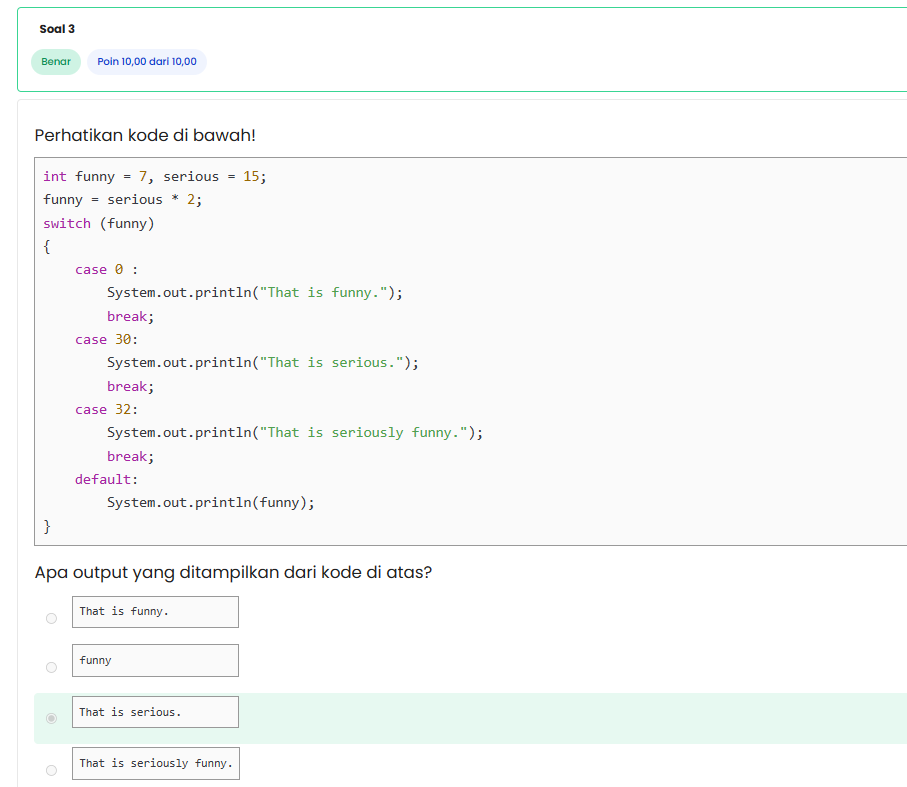 Soal 3
Benar Poin 10,00 dari 10,00
Perhatikan kode di bawah!
int funny = 7, serious = 15;
funny = serious * 2;
switch (funny)
{
    case 0 :
        System.out.println("That is funny.");
        break;
    case 30:
        System.out.println("That is serious.");
        break;
    case 32:
        System.out.println("That is seriously funny.");
        break;
    default:
        System.out.println(funny);
}
Apa output yang ditampilkan dari kode di atas?
That is funny.
funny
That is serious.
That is seriously funny.